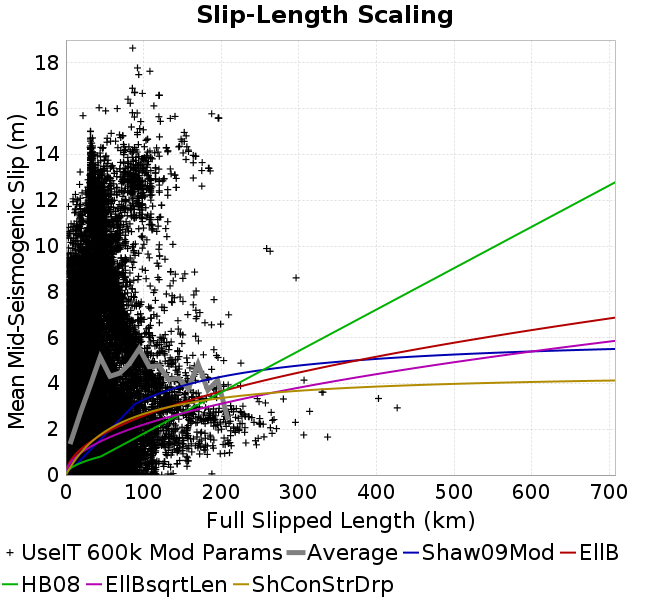 Slip-Length Scaling
Mean Mid-Seismogenic Slip (m)
18
16
14
12
10
8
6
4
2
0
0 100 200 300 400 500 600 700
Full Slipped Length (km)
UseIT 600k Mod Params Average Shaw09Mod EllB
HB08 EllBsqrtLen ShConStrDrp